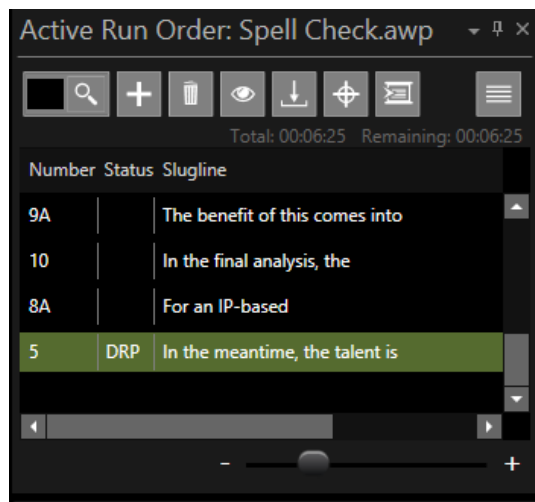 Active Run Order: Spell Check.awp
Total: 00:06:25 Remaining: 00:06:25
Number Status Slugline
9A The benefit of this comes into
10 In the final analysis, the
8A For an IP-based
5 DRP In the meantime, the talent is
- +